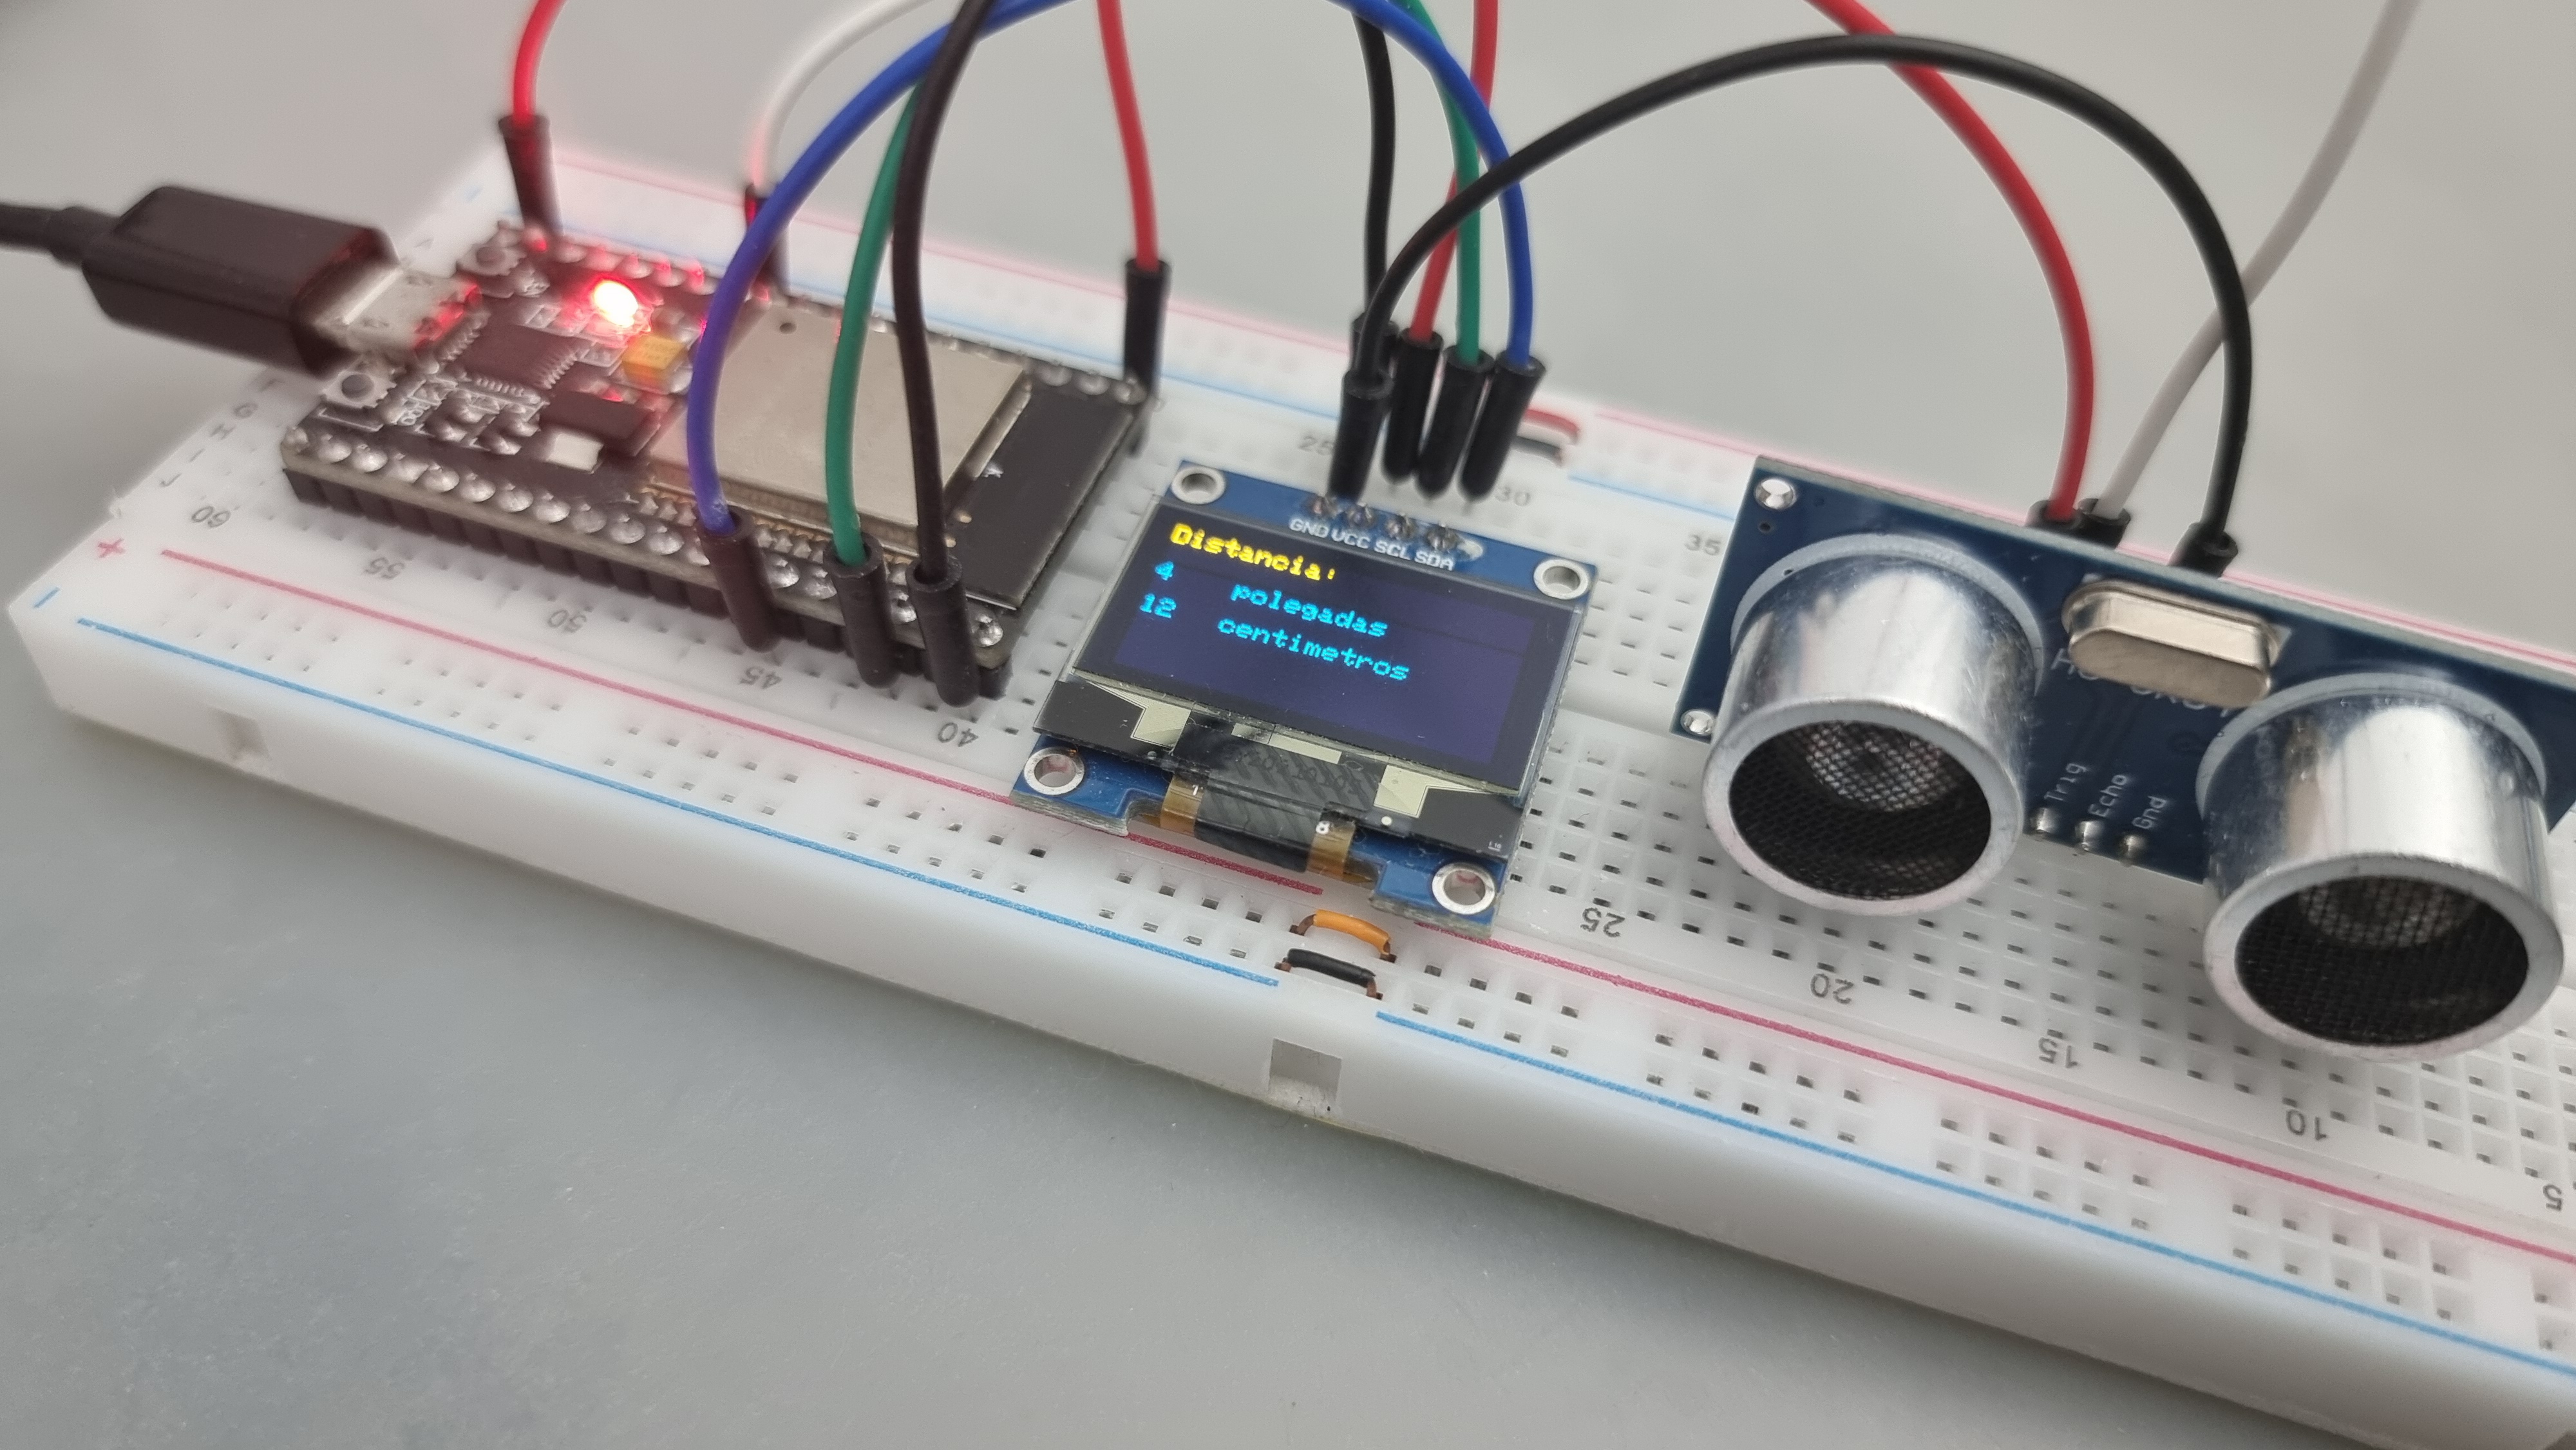 GND VCC SCL SDA
Distancia:
4 polegadas
12 centimetros
Trig
Echo
Gnd
25
30
35
60
55
50
45
40
25
20
15
10
5
G
H
I
J
+